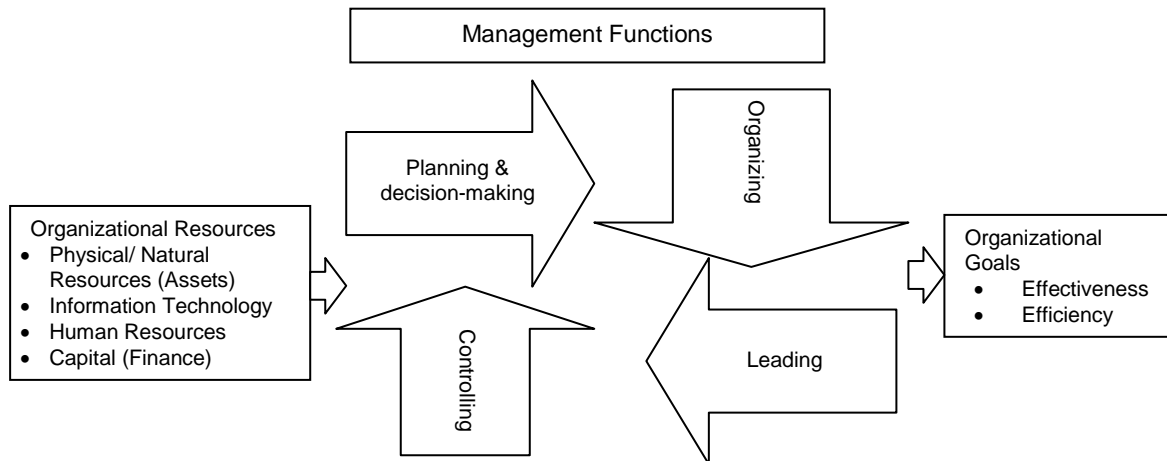 Management Functions
Planning &
decision-making
Organizing
Organizational Resources
• Physical/ Natural
Resources (Assets)
• Information Technology
• Human Resources
• Capital (Finance)
Controlling
Leading
Organizational
Goals
• Effectiveness
• Efficiency